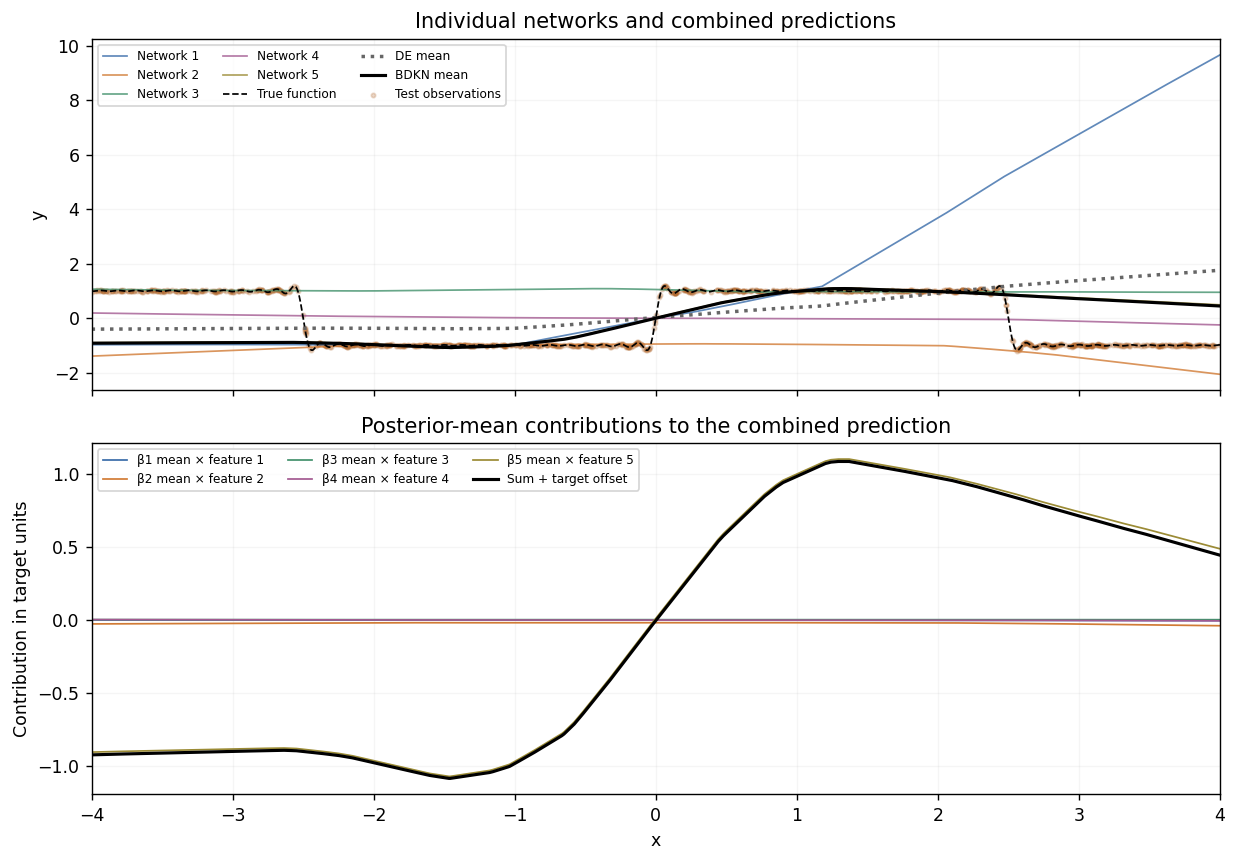 Individual networks and combined predictions
Network 1 Network 4 DE mean
Network 2 Network 5 BDKN mean
Network 3 True function Test observations
10
8
6
4
2
0
−2
y
Posterior-mean contributions to the combined prediction
β1 mean × feature 1 β3 mean × feature 3 β5 mean × feature 5
β2 mean × feature 2 β4 mean × feature 4 Sum + target offset
1.0
0.5
0.0
−0.5
−1.0
Contribution in target units
−4 −3 −2 −1 0 1 2 3 4
x